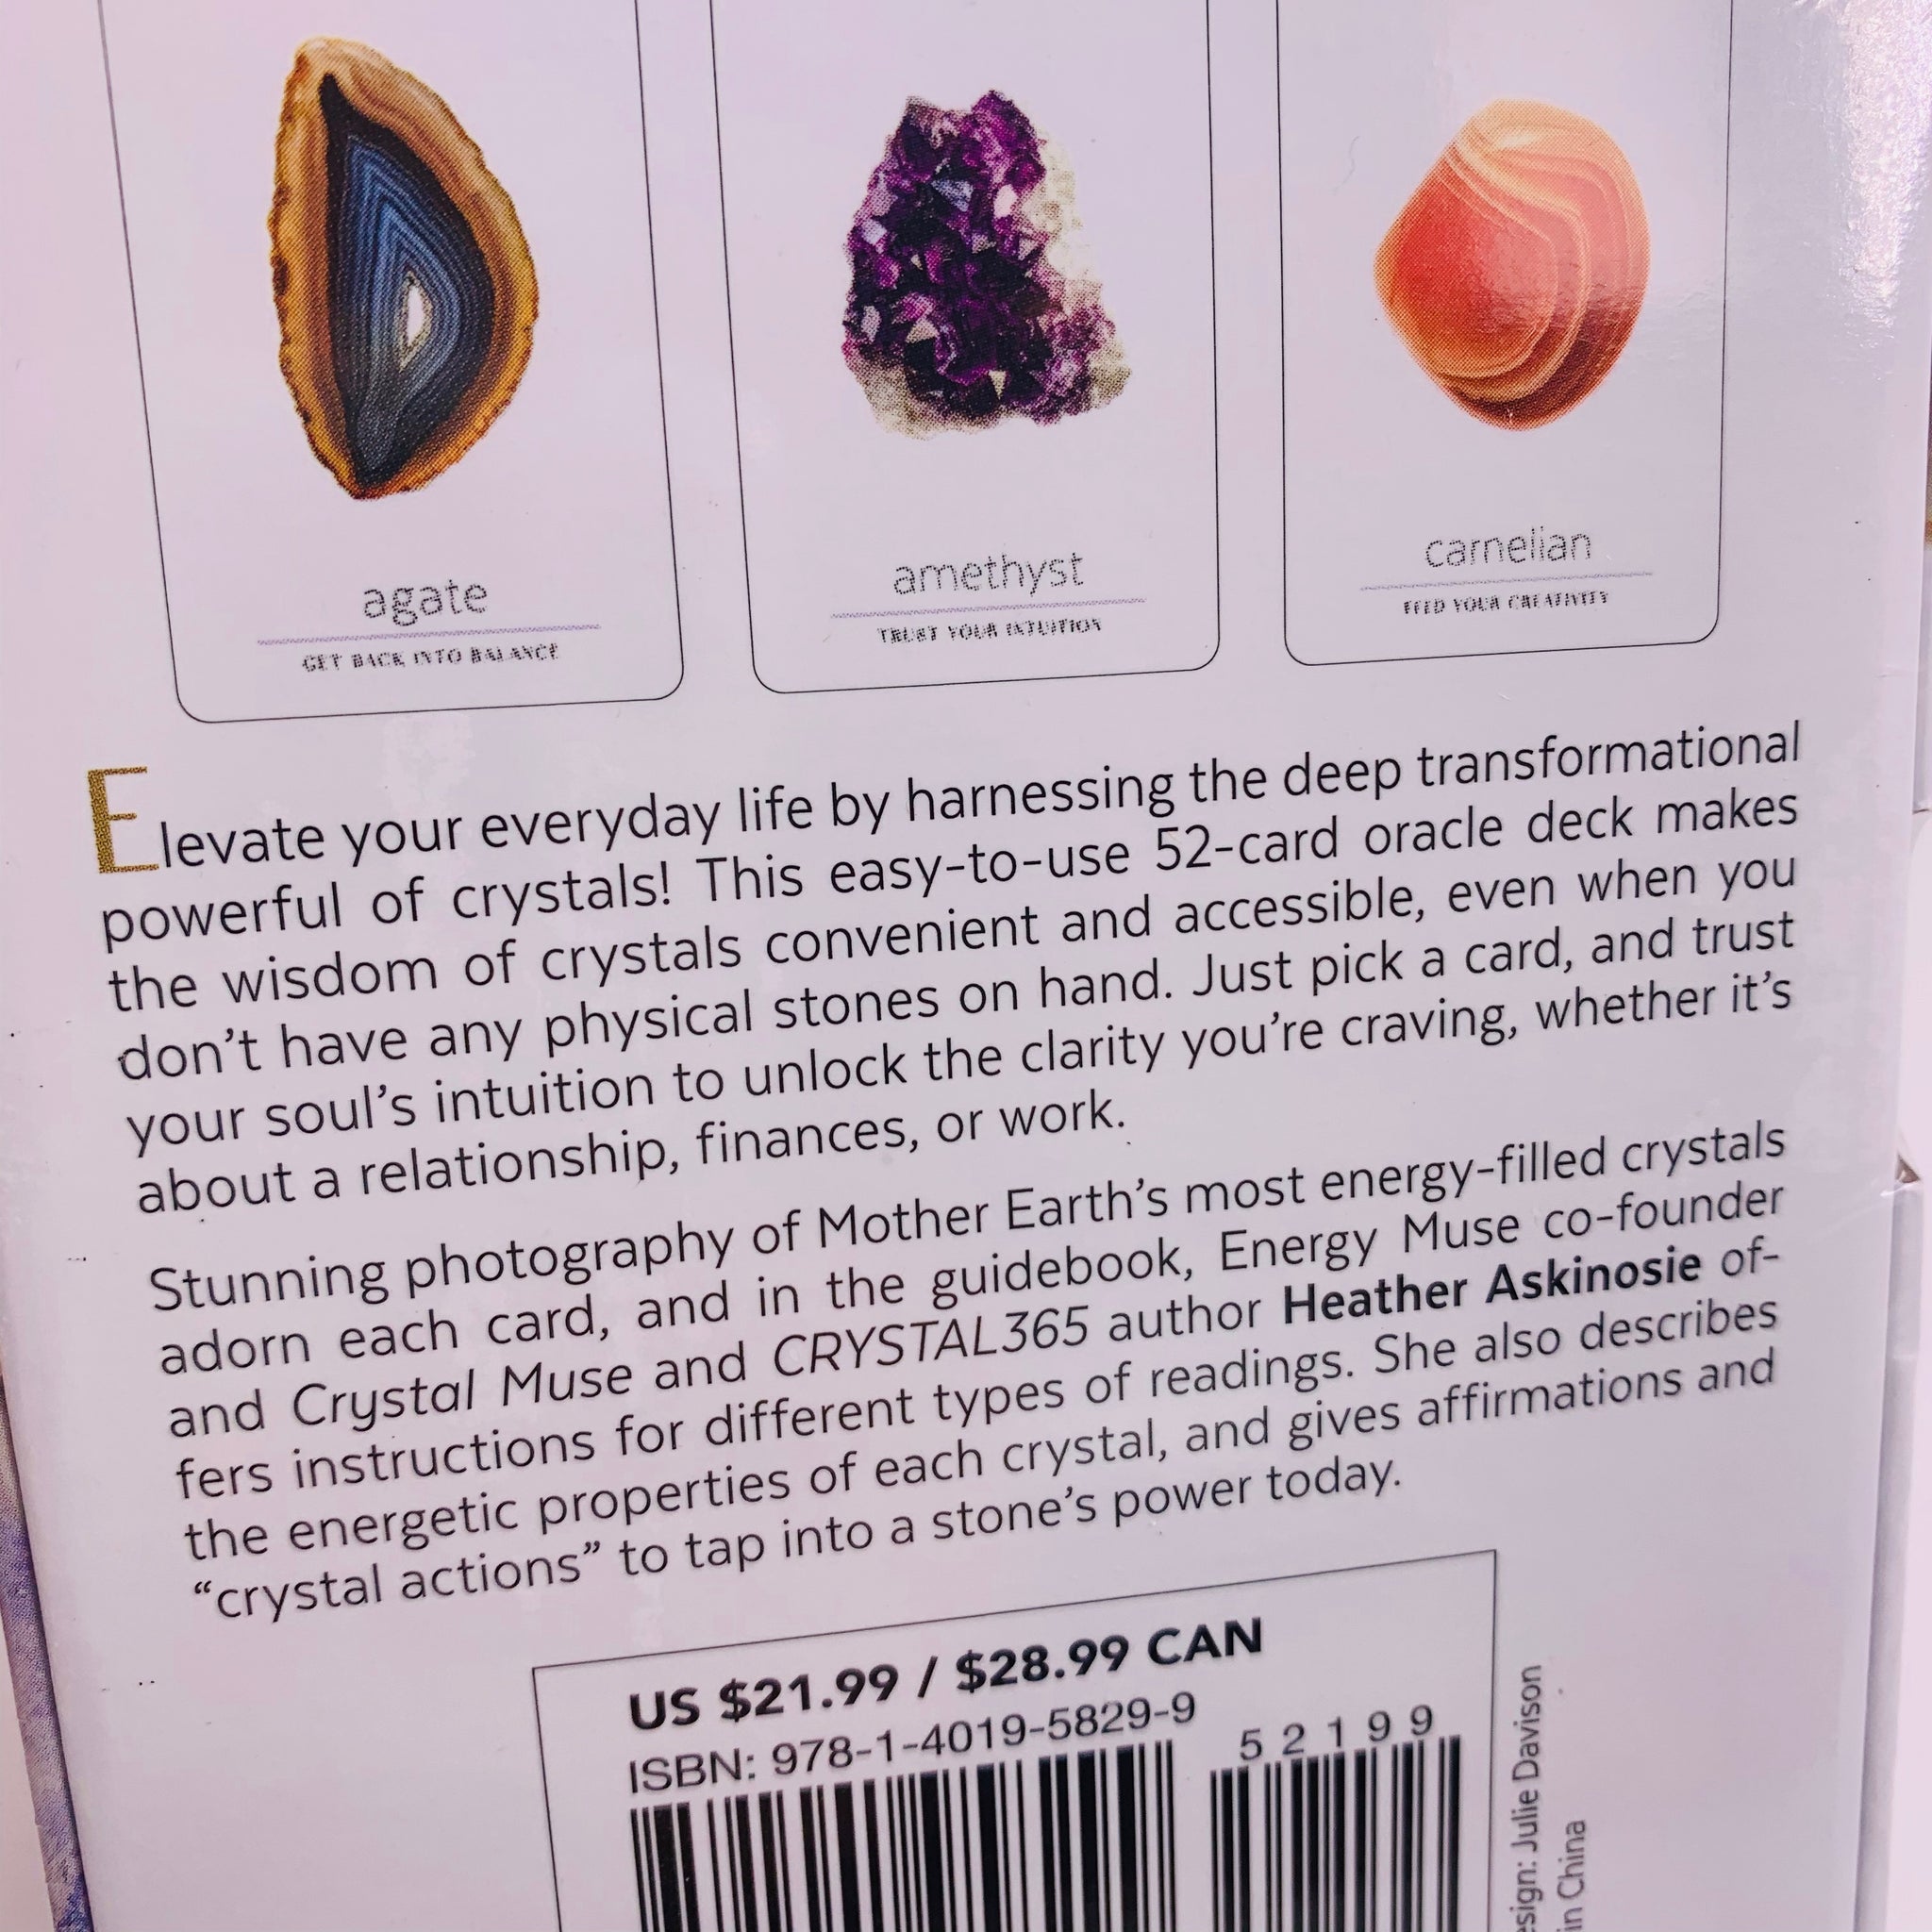 agate
GET BACK INTO BALANCE
amethyst
TRUST YOUR INTUITION
carnelian
FEED YOUR CREATIVITY
Elevate your everyday life by harnessing the deep transformational
powerful of crystals! This easy-to-use 52-card oracle deck makes
the wisdom of crystals convenient and accessible, even when you
don't have any physical stones on hand. Just pick a card, and trust
your soul's intuition to unlock the clarity you're craving, whether it's
about a relationship, finances, or work.
Stunning photography of Mother Earth's most energy-filled crystals
adorn each card, and in the guidebook, Energy Muse co-founder
and Crystal Muse and CRYSTAL365 author Heather Askinosie of-
fers instructions for different types of readings. She also describes
the energetic properties of each crystal, and gives affirmations and
“crystal actions” to tap into a stone's power today.
US $21.99 / $28.99 CAN
ISBN: 978-1-4019-5829-9
5 2 1 9 9
esign: Julie Davison
in China